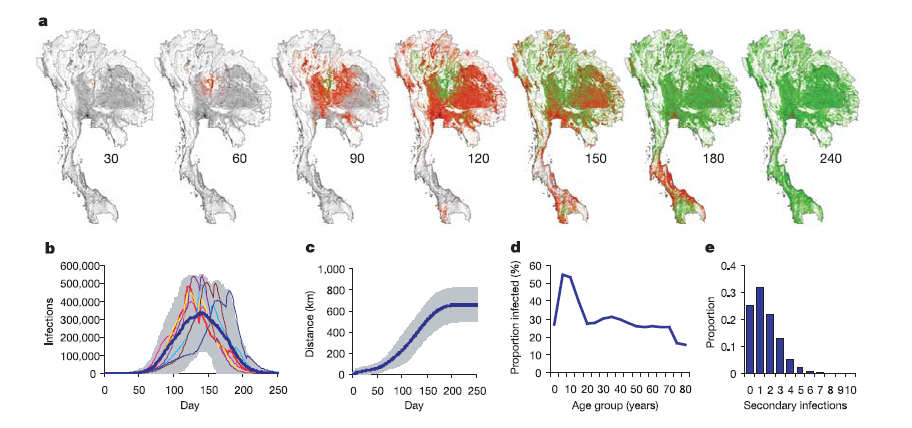 a
30
60
90
120
150
180
240
b
600,000
500,000
400,000
300,000
200,000
100,000
0
Infections
0 50 100 150 200 250
Day
c
1,000
800
600
400
200
0
Distance (km)
0 50 100 150 200 250
Day
d
60
50
40
30
20
10
0
Proportion infected (%)
0 10 20 30 40 50 60 70 80
Age group (years)
e
0.4
0.3
0.2
0.1
0
Proportion
0 1 2 3 4 5 6 7 8 9 10
Secondary infections